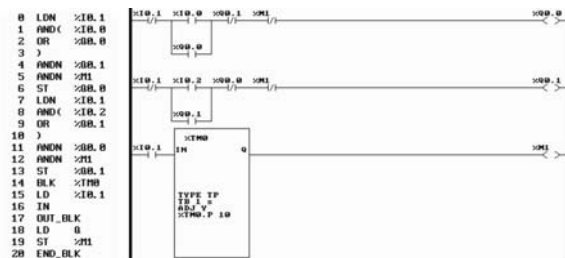 0 LDN %I0.1
1 AND( %I0.0
2 OR %Q0.0
3 )
4 ANDN %Q0.1
5 ANDN %M1
6 ST %Q0.0
7 LDN %I0.1
8 AND( %I0.2
9 OR %Q0.1
10 )
11 ANDN %Q0.0
12 ANDN %M1
13 ST %Q0.1
14 BLK %TM0
15 LD %I0.1
16 IN
17 OUT_BLK
18 LD Q
19 ST %M1
20 END_BLK
%I0.1 %I0.0 %Q0.1 %M1 %Q0.0
%Q0.0
%I0.1 %I0.2 %Q0.0 %M1 %Q0.1
%Q0.1
%I0.1 %TM0 %M1
IN Q
TYPE TP
TB 1 s
ADJ Y
%TM0.P 10